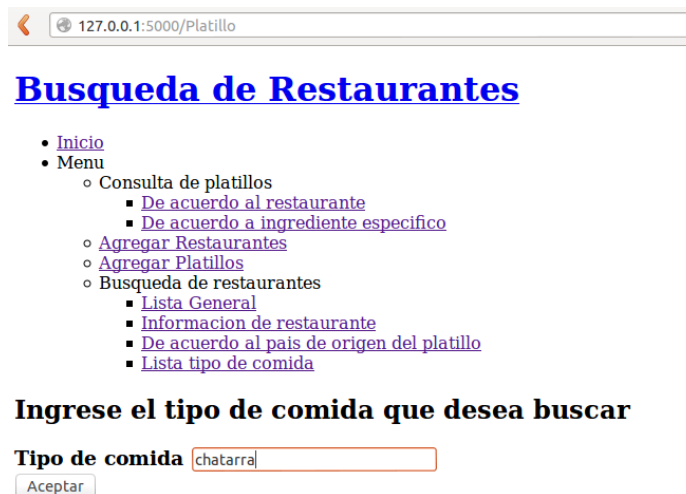 127.0.0.1:5000/Platillo
Busqueda de Restaurantes
Inicio
Menu
Consulta de platillos
De acuerdo al restaurante
De acuerdo a ingrediente especifico
Agregar Restaurantes
Agregar Platillos
Busqueda de restaurantes
Lista General
Informacion de restaurante
De acuerdo al pais de origen del platillo
Lista tipo de comida
Ingrese el tipo de comida que desea buscar
Tipo de comida chatarra
Aceptar